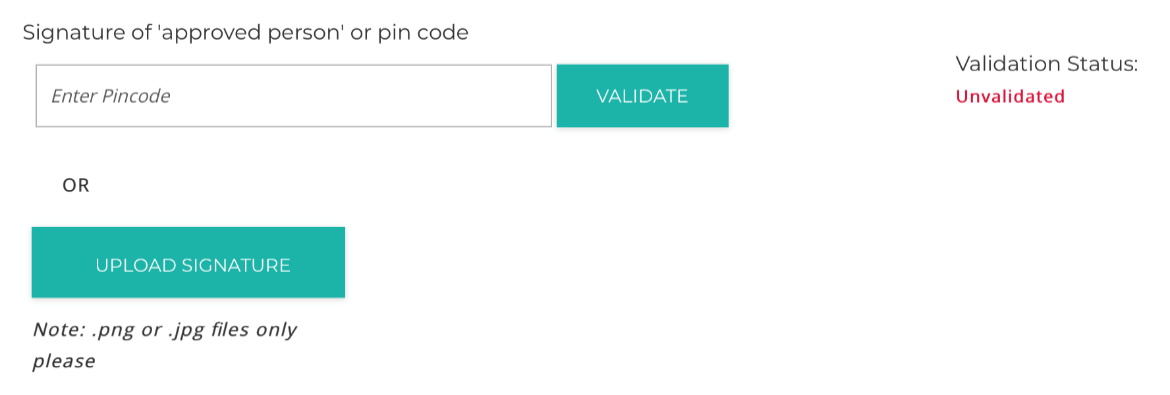 Signature of 'approved person' or pin code
Validation Status:
Enter Pincode
VALIDATE
Unvalidated
OR
UPLOAD SIGNATURE
Note: .png or .jpg files only
please